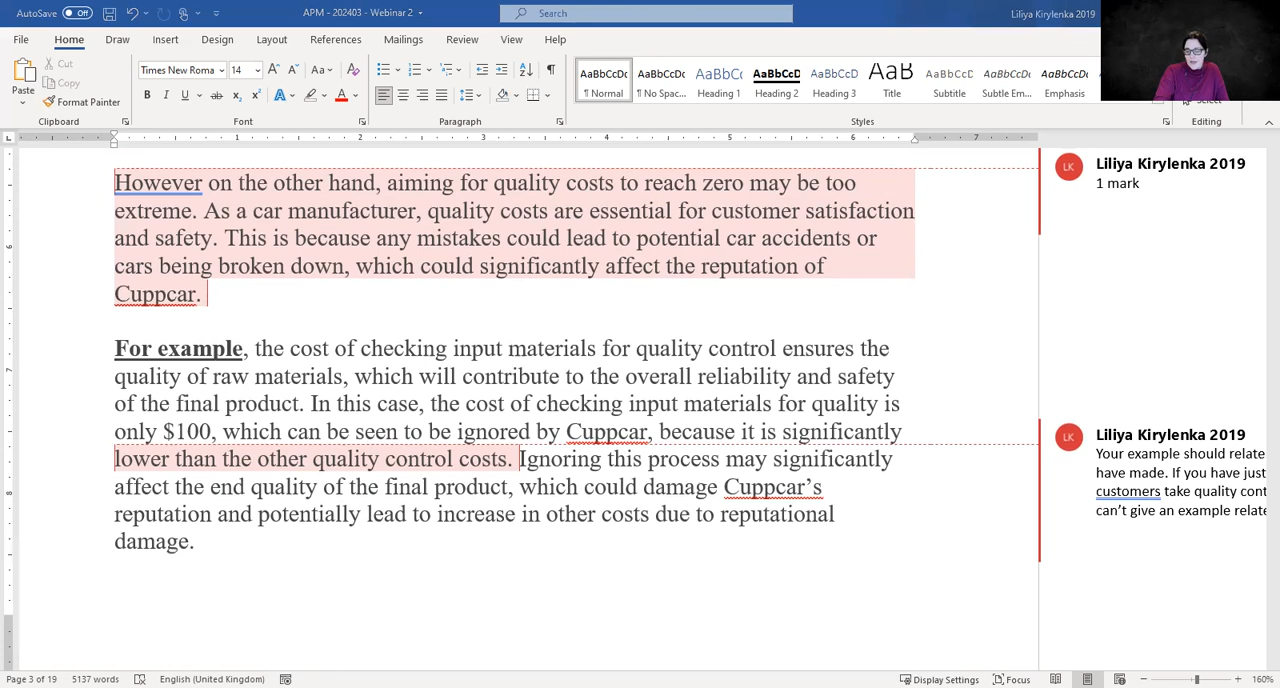 AutoSave Off APM - 202403 - Webinar 2 Search Liliya Kirylenka 2019
File Home Draw Insert Design Layout References Mailings Review View Help
Paste Cut Copy Format Painter
Times New Roma 14 Aa
AaBbCcDc AaBbCcDc AaBbCc AaBbCcD AaBbCcD AaB AaBbCcD AaBbCcDc AaBbCcDc
¶ Normal ¶ No Spac... Heading 1 Heading 2 Heading 3 Title Subtitle Subtle Em... Emphasis Select
Clipboard Font Paragraph Styles Editing
1 2 3 4 5 6 7
However on the other hand, aiming for quality costs to reach zero may be too
extreme. As a car manufacturer, quality costs are essential for customer satisfaction
and safety. This is because any mistakes could lead to potential car accidents or
cars being broken down, which could significantly affect the reputation of
Cuppcar.
For example, the cost of checking input materials for quality control ensures the
quality of raw materials, which will contribute to the overall reliability and safety
of the final product. In this case, the cost of checking input materials for quality is
only $100, which can be seen to be ignored by Cuppcar, because it is significantly
lower than the other quality control costs. Ignoring this process may significantly
affect the end quality of the final product, which could damage Cuppcar's
reputation and potentially lead to increase in other costs due to reputational
damage.
LK Liliya Kirylenka 2019
1 mark
LK Liliya Kirylenka 2019
Your example should relate
have made. If you have just
customers take quality cont
can't give an example relate
Page 3 of 19 5137 words English (United Kingdom) Display Settings Focus 160%